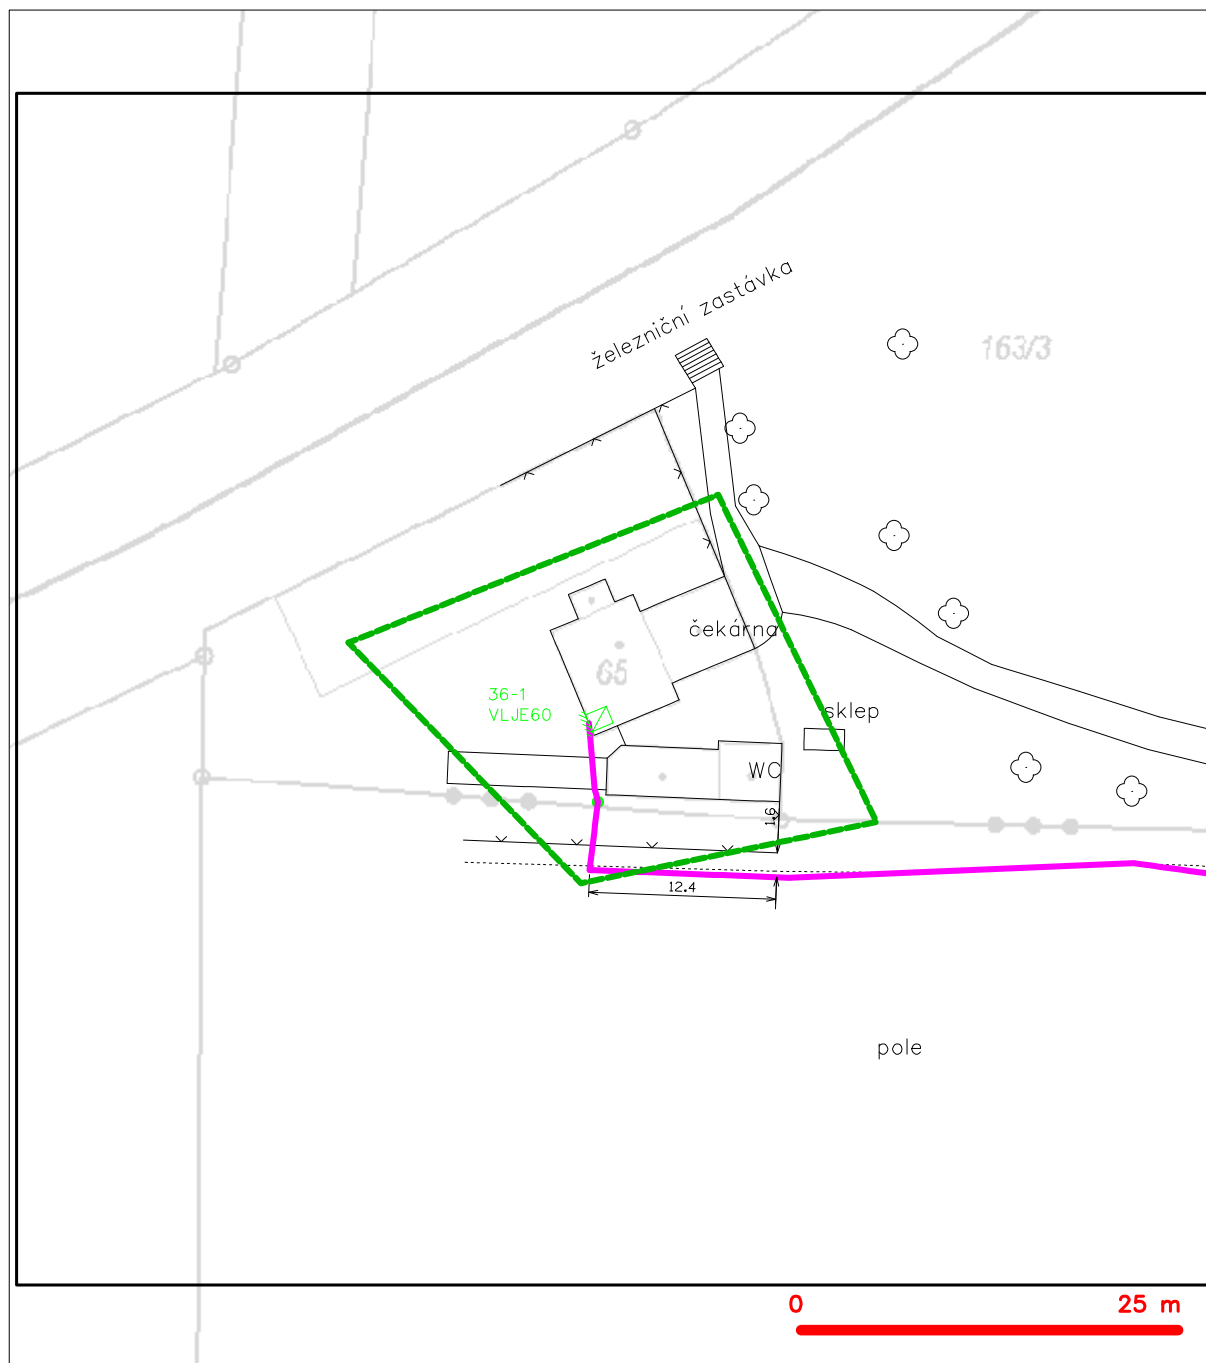 železniční zastávka
163/3
čekárna
65
36-1
VLJE60
sklep
WC
1.6
12.4
pole
0
25 m